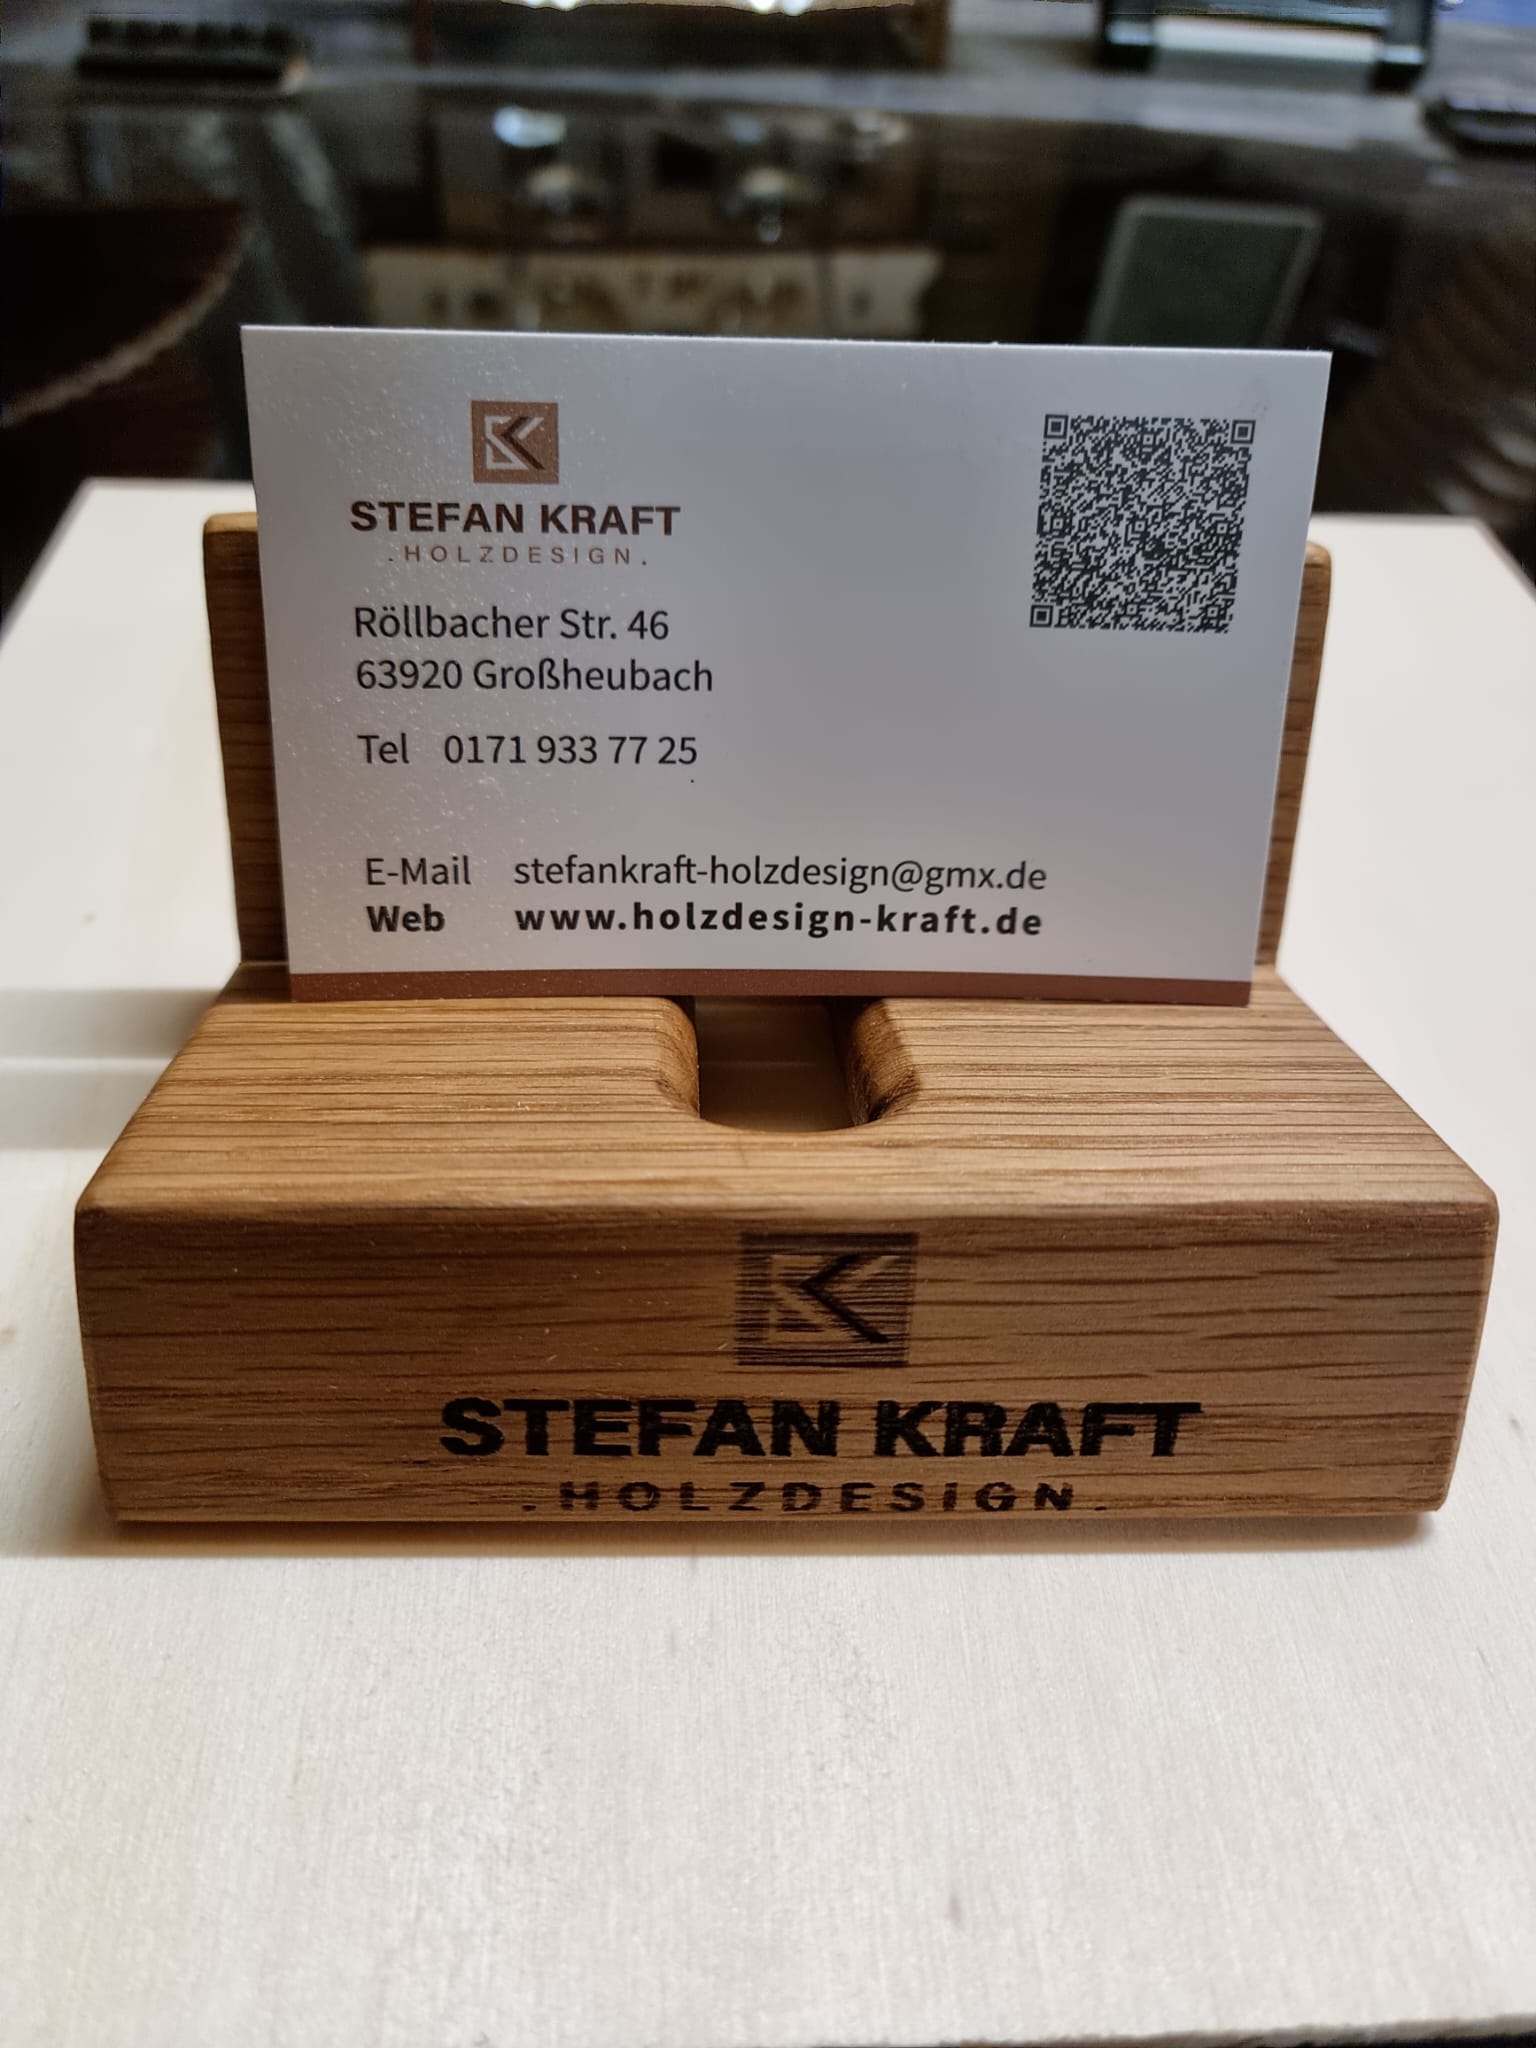 STEFAN KRAFT
.HOLZDESIGN.
Röllbacher Str. 46
63920 Großheubach
Tel 0171 933 77 25
E-Mail stefankraft-holzdesign@gmx.de
Web www.holzdesign-kraft.de
STEFAN KRAFT
.HOLZDESIGN.